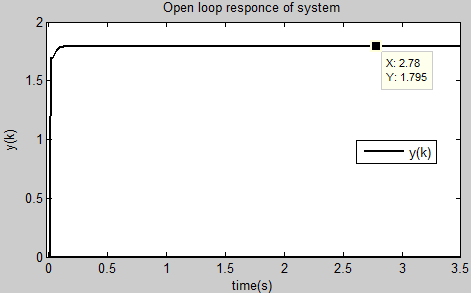 Open loop responce of system
2
1.5
1
0.5
0
y(k)
X: 2.78
Y: 1.795
y(k)
0 0.5 1 1.5 2 2.5 3 3.5
time(s)